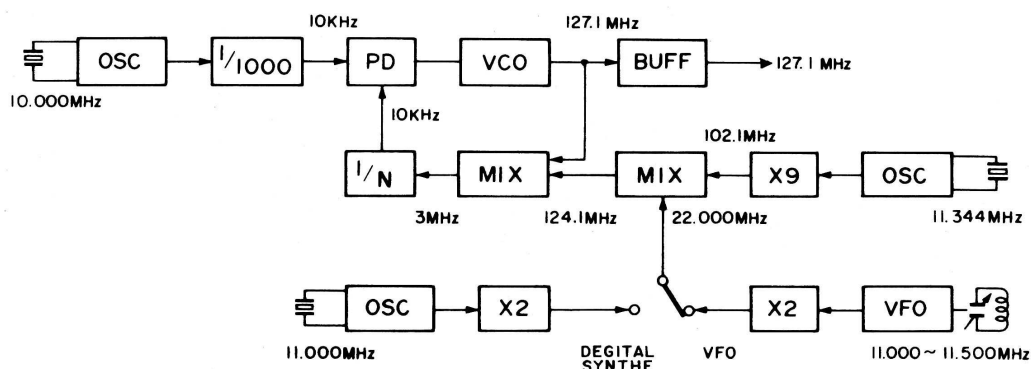 10KHz
127.1 MHz
OSC
1/1000
PD
VCO
BUFF
127.1 MHz
10.000MHz
10KHz
102.1MHz
1/N
MIX
MIX
X9
OSC
3MHz
124.1MHz
22.000MHz
11.344MHz
OSC
X2
X2
VFO
11.000MHz
DEGITAL
SYNTHE
VFO
11.000~11.500MHz